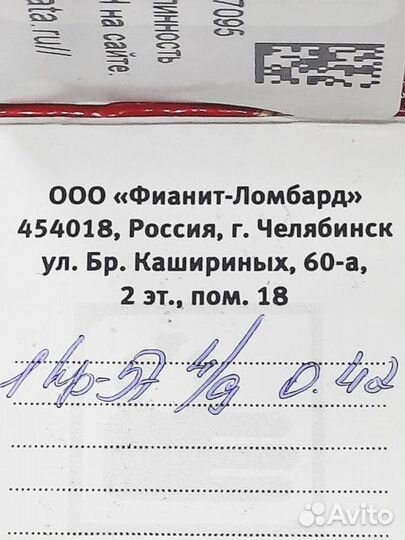 7095
ЛИННОСТЬ
Н на сайте:
ata.ru//
ООО «Фианит-Ломбард»
454018, Россия, г. Челябинск
ул. Бр. Кашириных, 60-а,
2 эт., пом. 18
1 кр-57 4/9 0.42
Avito